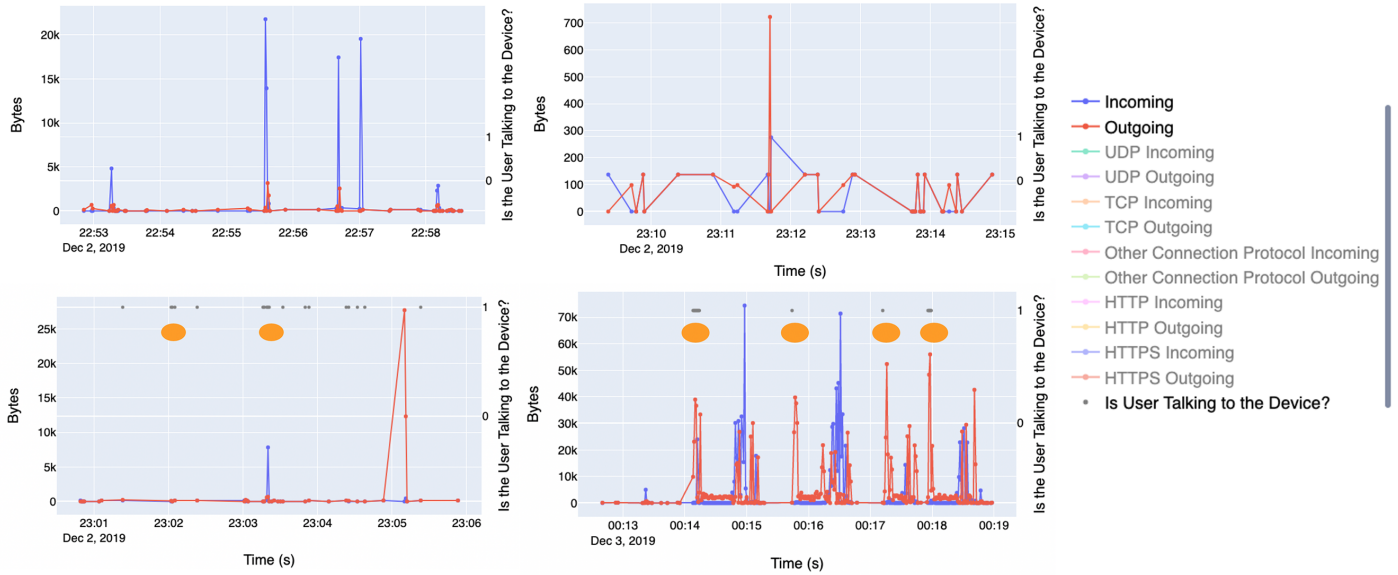 20k
15k
10k
5k
0
Bytes
1
0
Is the User Talking to the Device?
22:53
22:54
22:55
22:56
22:57
22:58
Dec 2, 2019
700
600
500
400
300
200
100
0
Bytes
1
0
Is the User Talking to the Device?
23:10
23:11
23:12
23:13
23:14
23:15
Dec 2, 2019
Time (s)
25k
20k
15k
10k
5k
0
Bytes
1
0
Is the User Talking to the Device?
23:01
23:02
23:03
23:04
23:05
23:06
Dec 2, 2019
Time (s)
70k
60k
50k
40k
30k
20k
10k
0
Bytes
1
0
Is the User Talking to the Device?
00:13
00:14
00:15
00:16
00:17
00:18
00:19
Dec 3, 2019
Time (s)
Incoming
Outgoing
UDP Incoming
UDP Outgoing
TCP Incoming
TCP Outgoing
Other Connection Protocol Incoming
Other Connection Protocol Outgoing
HTTP Incoming
HTTP Outgoing
HTTPS Incoming
HTTPS Outgoing
Is User Talking to the Device?